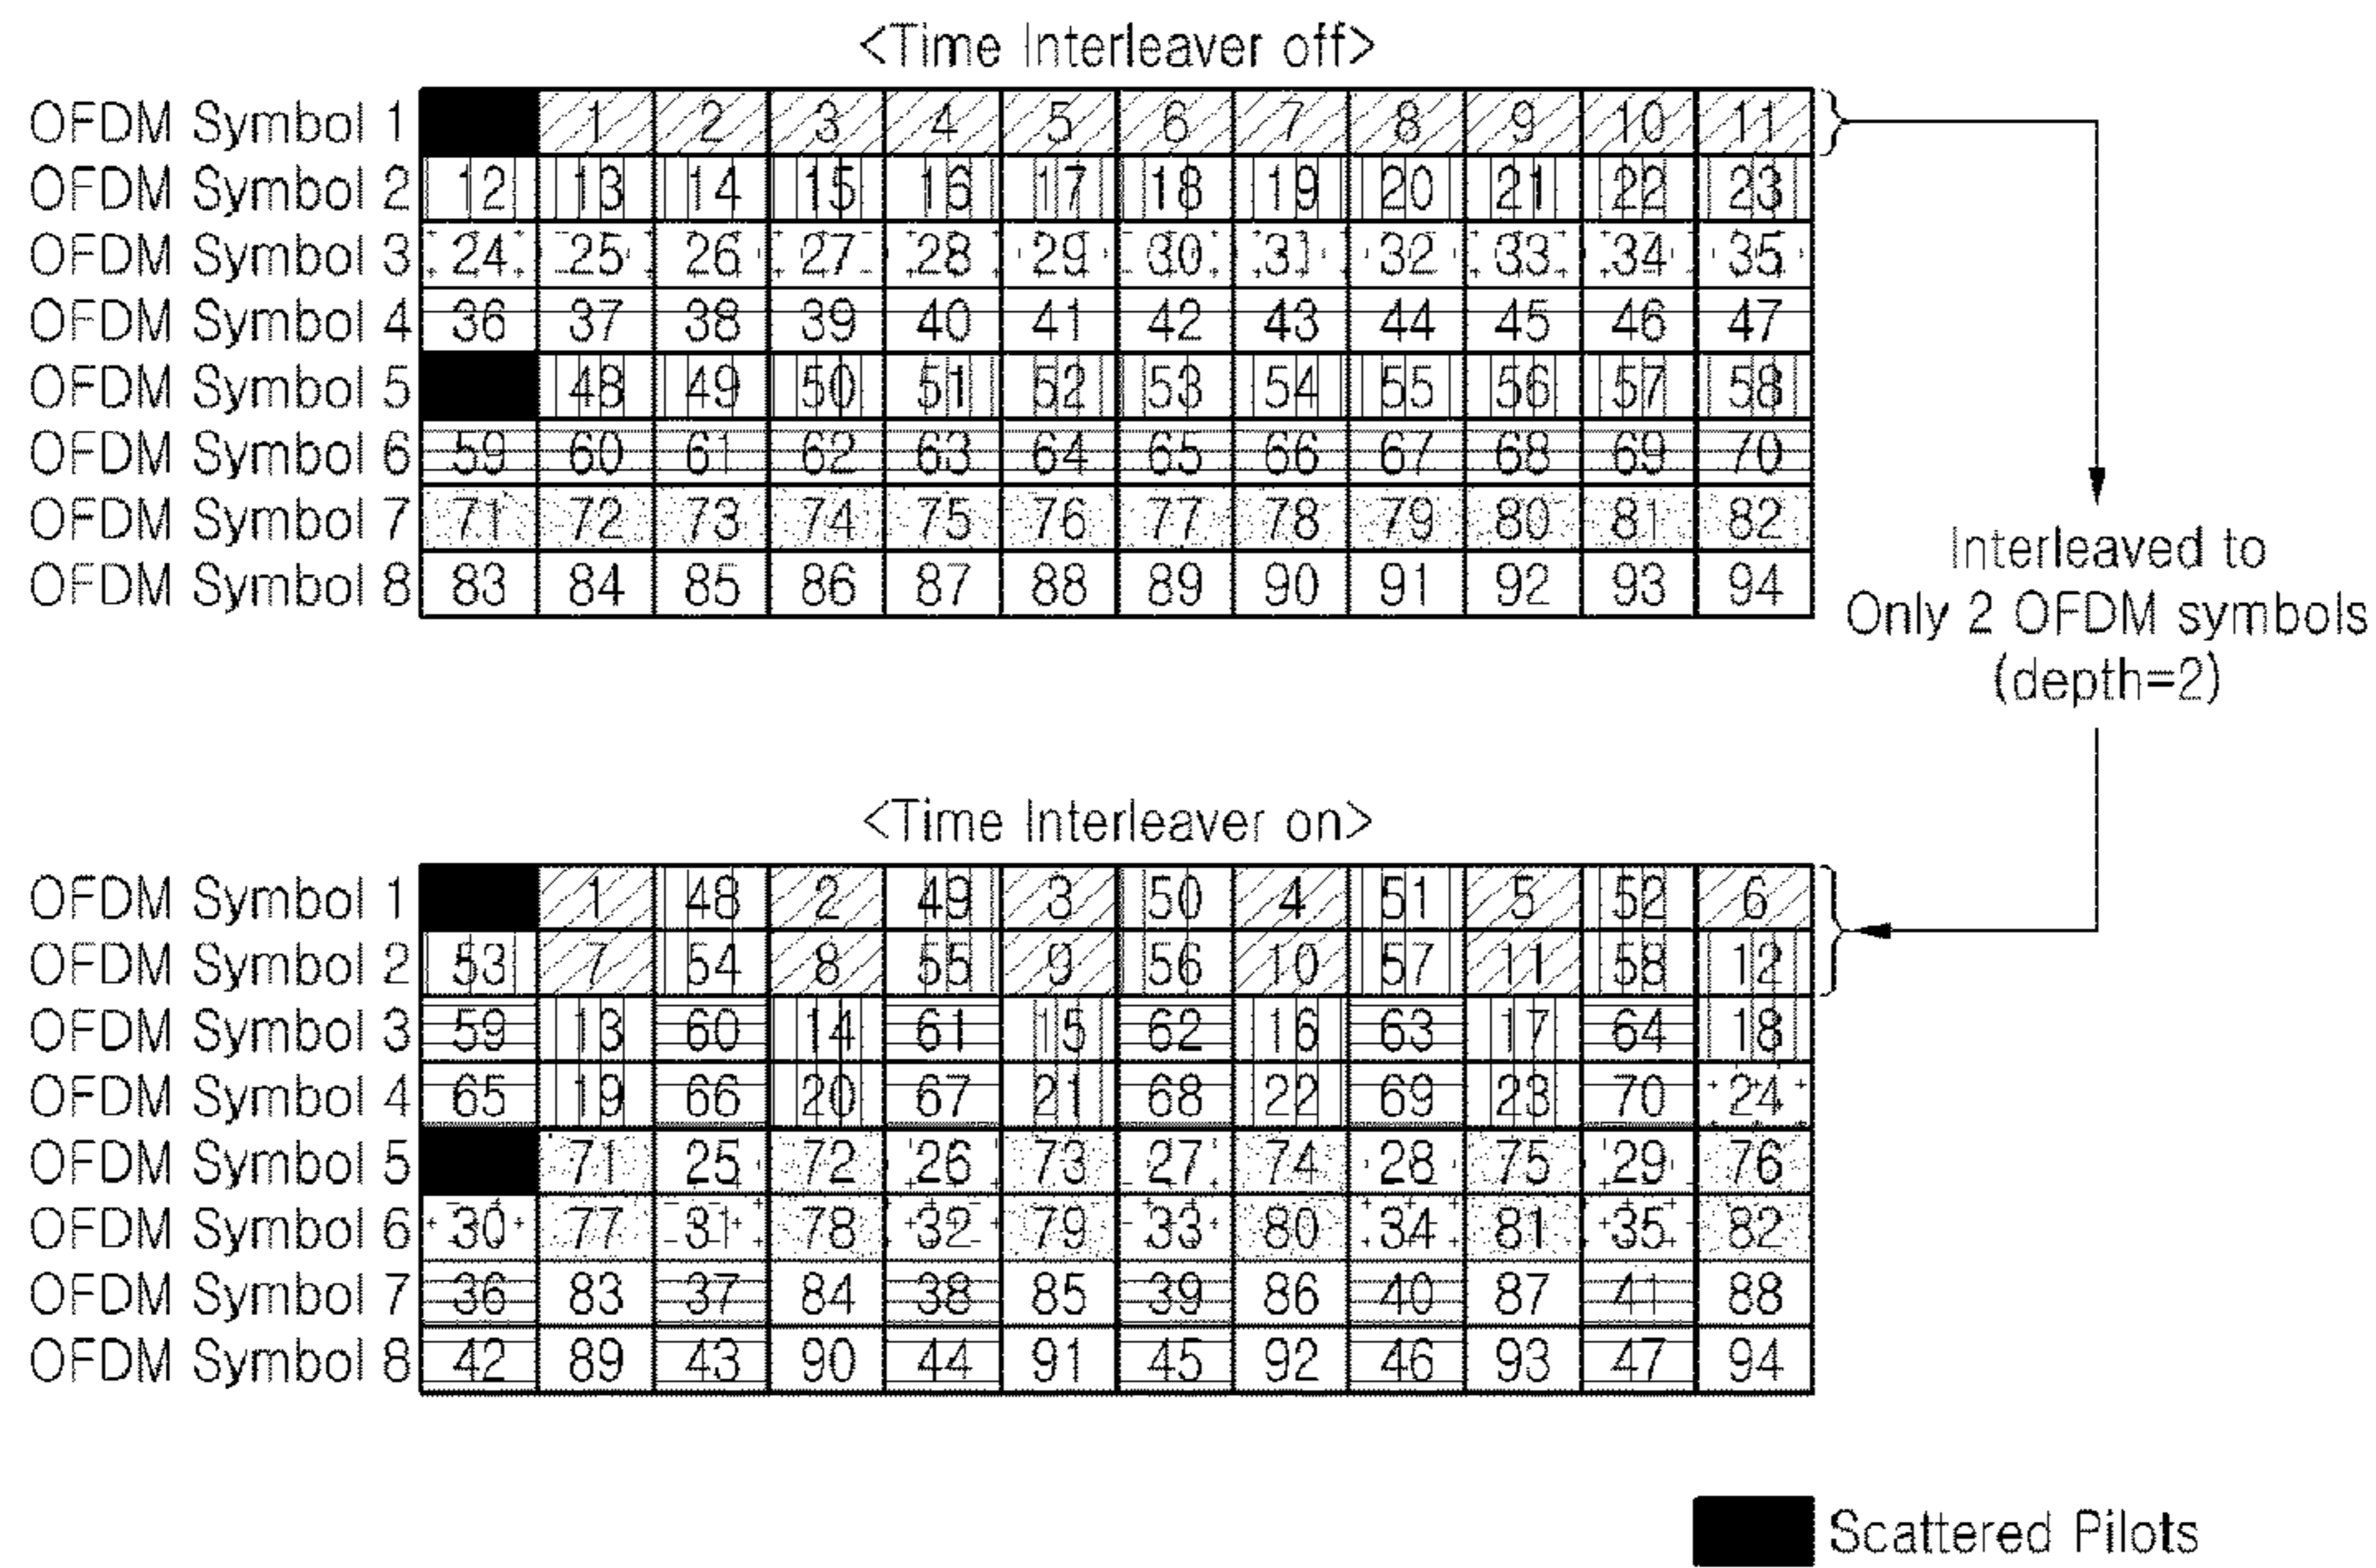 <Time Interleaver off>
OFDM Symbol 1 1 2 3 4 5 6 7 8 9 10 11
OFDM Symbol 2 12 13 14 15 16 17 18 19 20 21 22 23
OFDM Symbol 3 24 25 26 27 28 29 30 31 32 33 34 35
OFDM Symbol 4 36 37 38 39 40 41 42 43 44 45 46 47
OFDM Symbol 5 48 49 50 51 52 53 54 55 56 57 58
OFDM Symbol 6 59 60 61 62 63 64 65 66 67 68 69 70
OFDM Symbol 7 71 72 73 74 75 76 77 78 79 80 81 82
OFDM Symbol 8 83 84 85 86 87 88 89 90 91 92 93 94
Interleaved to
Only 2 OFDM symbols
(depth=2)
<Time Interleaver on>
OFDM Symbol 1 1 48 2 49 3 50 4 51 5 52 6
OFDM Symbol 2 53 7 54 8 55 9 56 10 57 11 58 12
OFDM Symbol 3 59 13 60 14 61 15 62 16 63 17 64 18
OFDM Symbol 4 65 19 66 20 67 21 68 22 69 23 70 24
OFDM Symbol 5 71 25 72 26 73 27 74 28 75 29 76
OFDM Symbol 6 30 77 31 78 32 79 33 80 34 81 35 82
OFDM Symbol 7 36 83 37 84 38 85 39 86 40 87 41 88
OFDM Symbol 8 42 89 43 90 44 91 45 92 46 93 47 94
Scattered Pilots